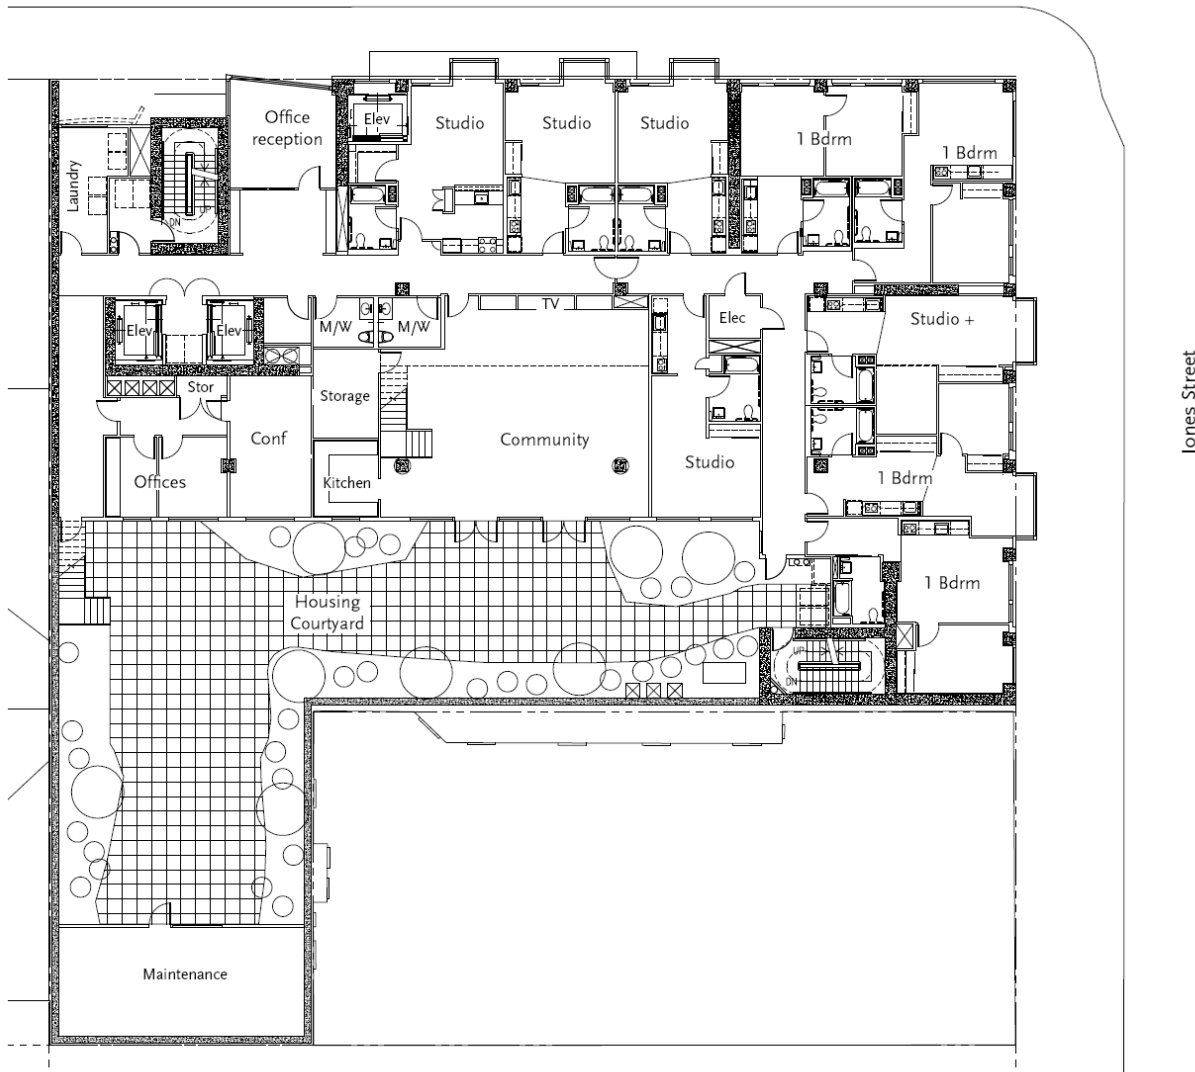 Office
reception
Elev
Studio
Studio
Studio
1 Bdrm
1 Bdrm
Laundry
UP
DN
Elev
Elev
M/W
M/W
TV
Elec
Studio +
Stor
Storage
Conf
Community
Studio
Offices
Kitchen
1 Bdrm
1 Bdrm
Housing
Courtyard
UP
DN
Maintenance
Jones Street